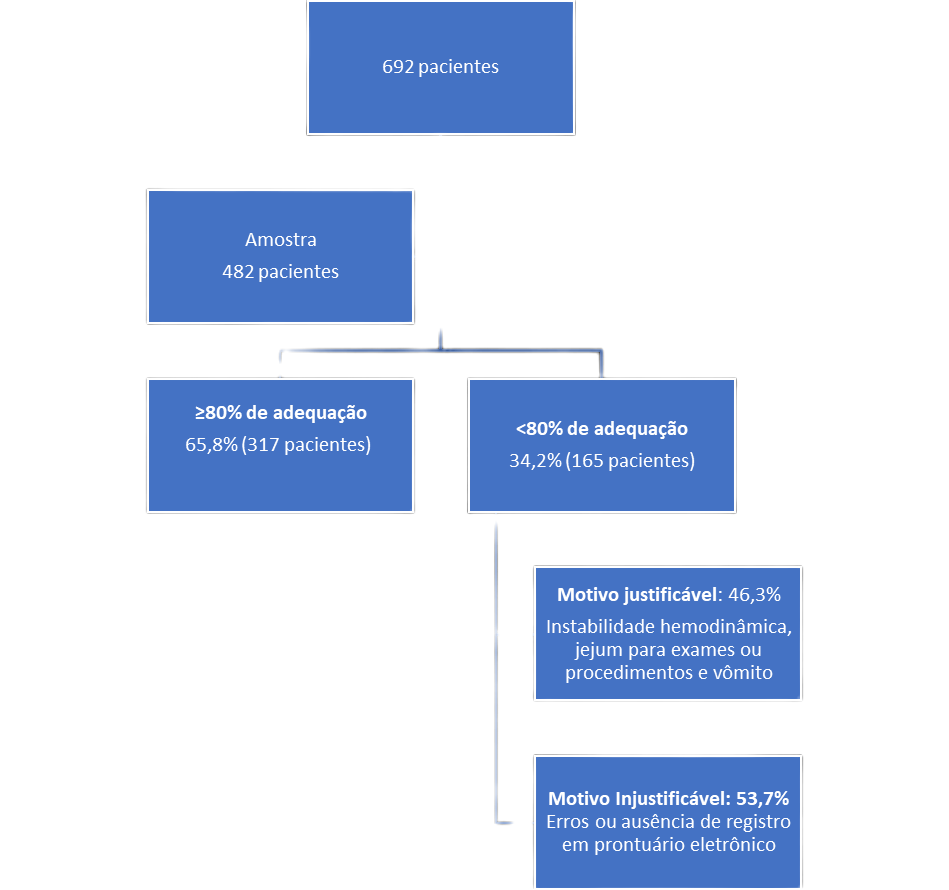 692 pacientes
Amostra
482 pacientes
≥80% de adequação
65,8% (317 pacientes)
<80% de adequação
34,2% (165 pacientes)
Motivo justificável: 46,3%
Instabilidade hemodinâmica,
jejum para exames ou
procedimentos e vômito
Motivo Injustificável: 53,7%
Erros ou ausência de registro
em prontuário eletrônico